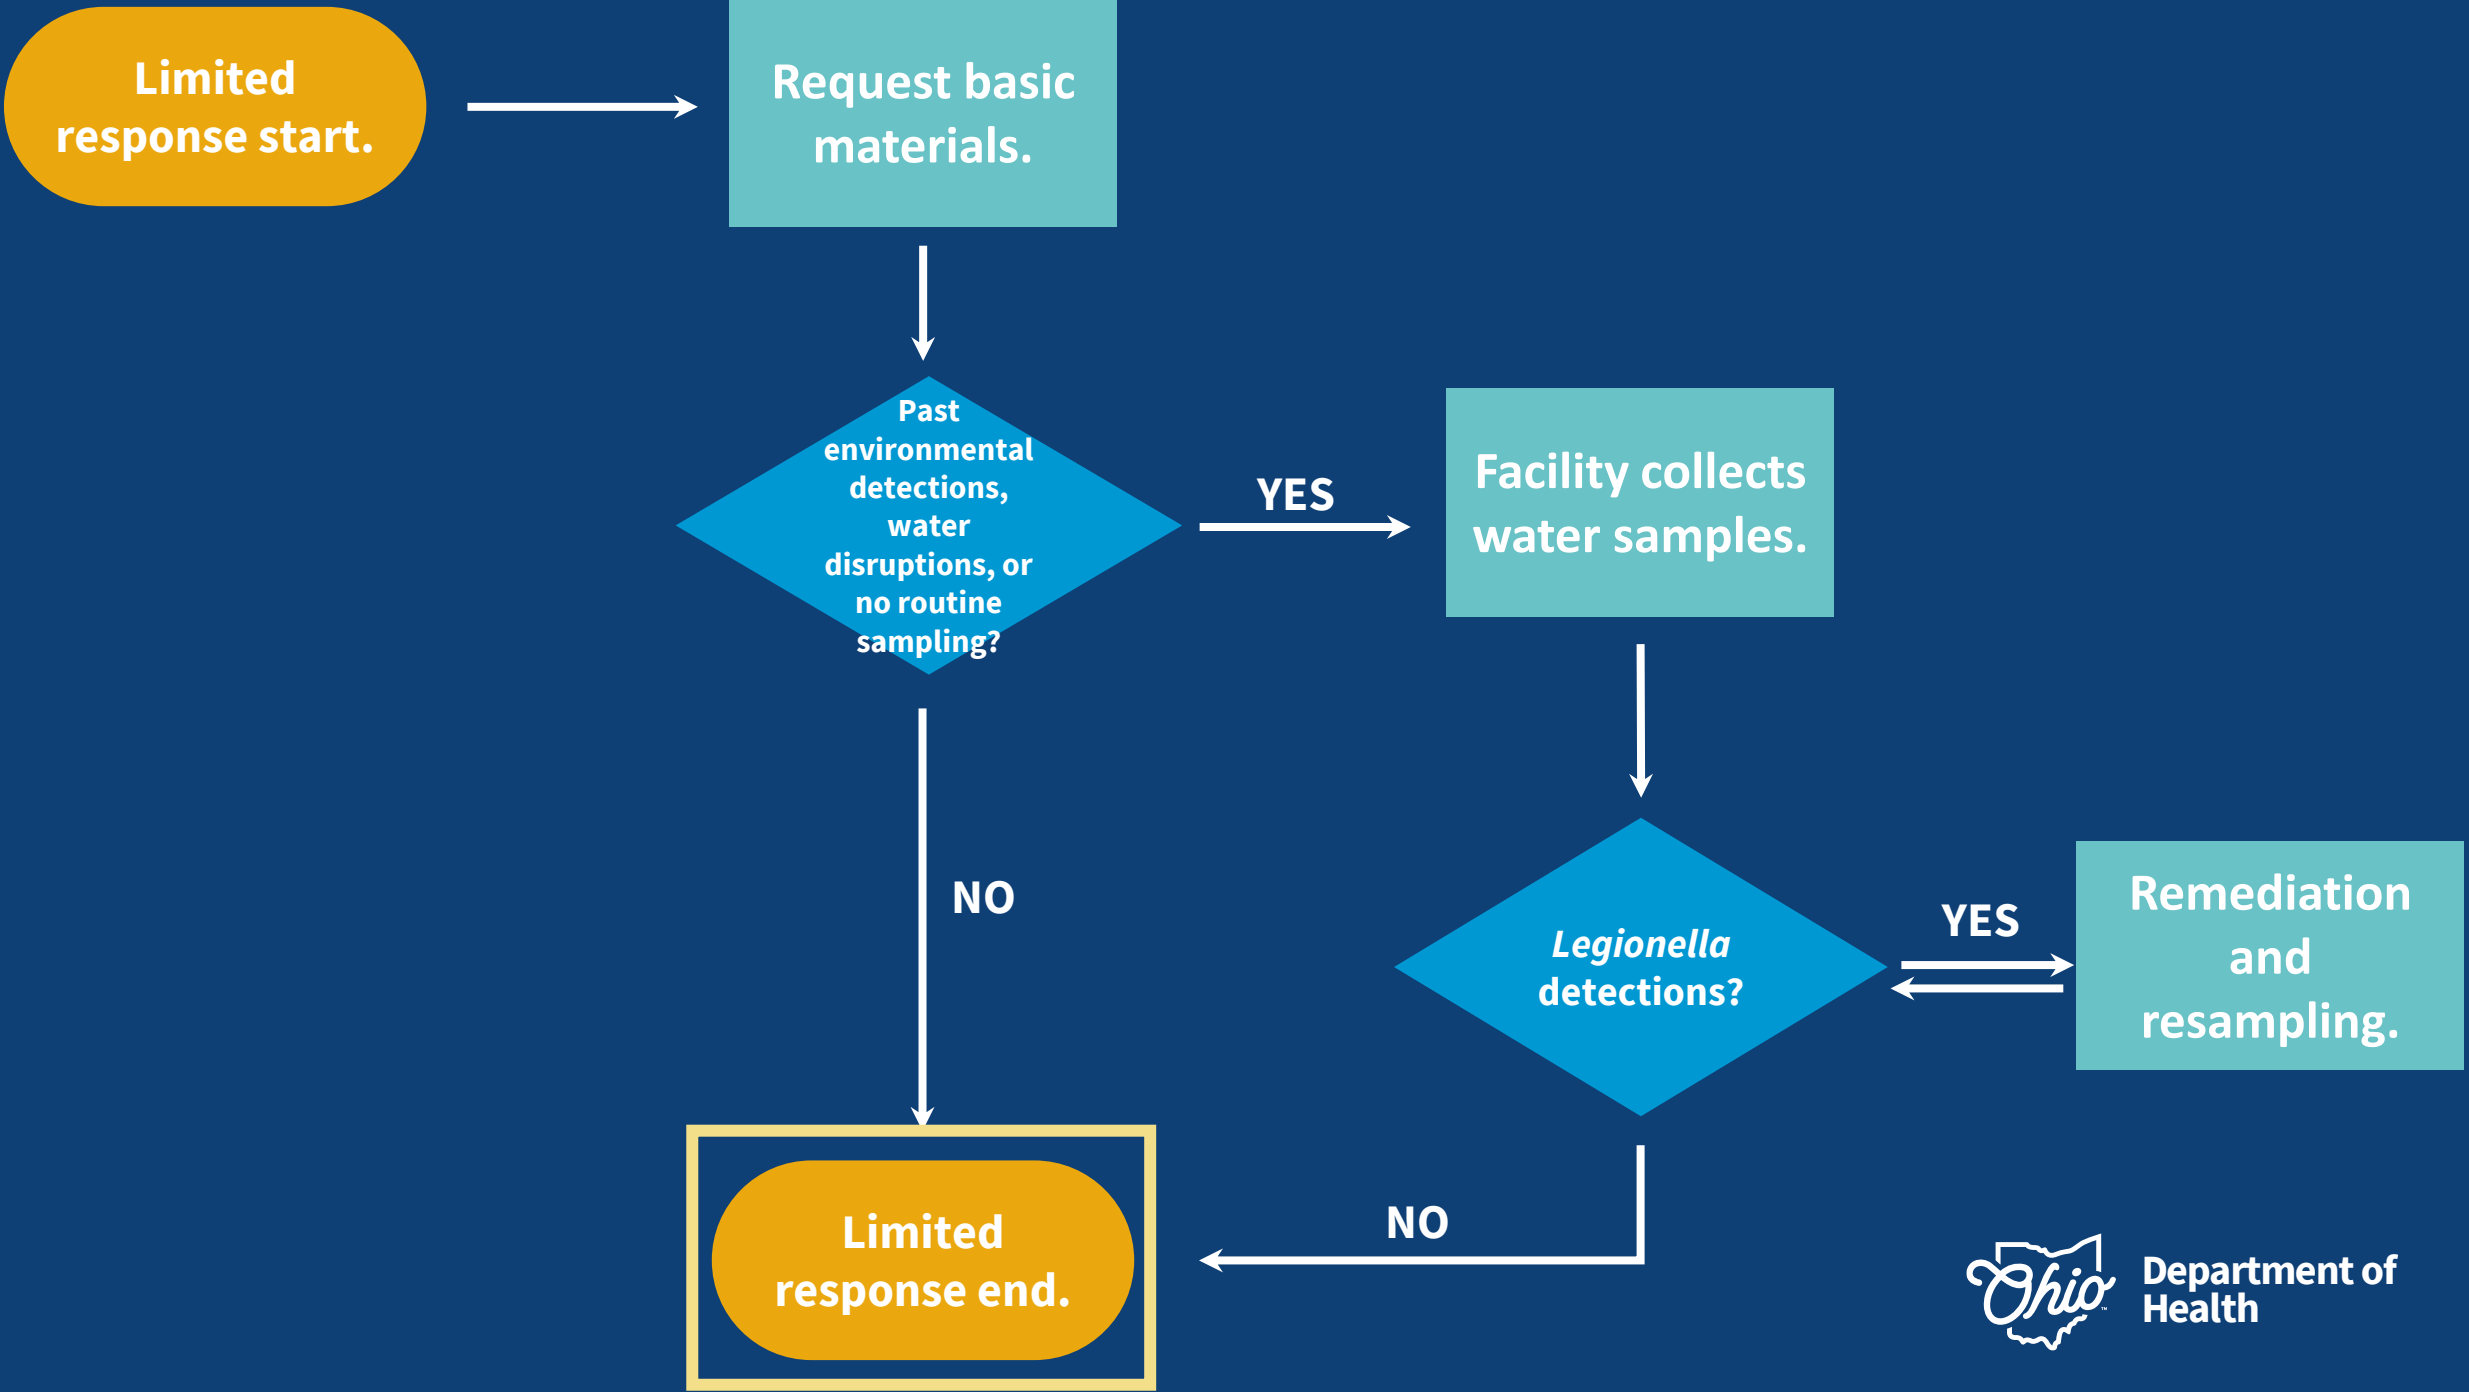 Limited
response start.
Request basic
materials.
Past
environmental
detections,
water
disruptions, or
no routine
sampling?
YES
Facility collects
water samples.
NO
Legionella
detections?
YES
Remediation
and
resampling.
NO
Limited
response end.
Ohio™
Department of
Health